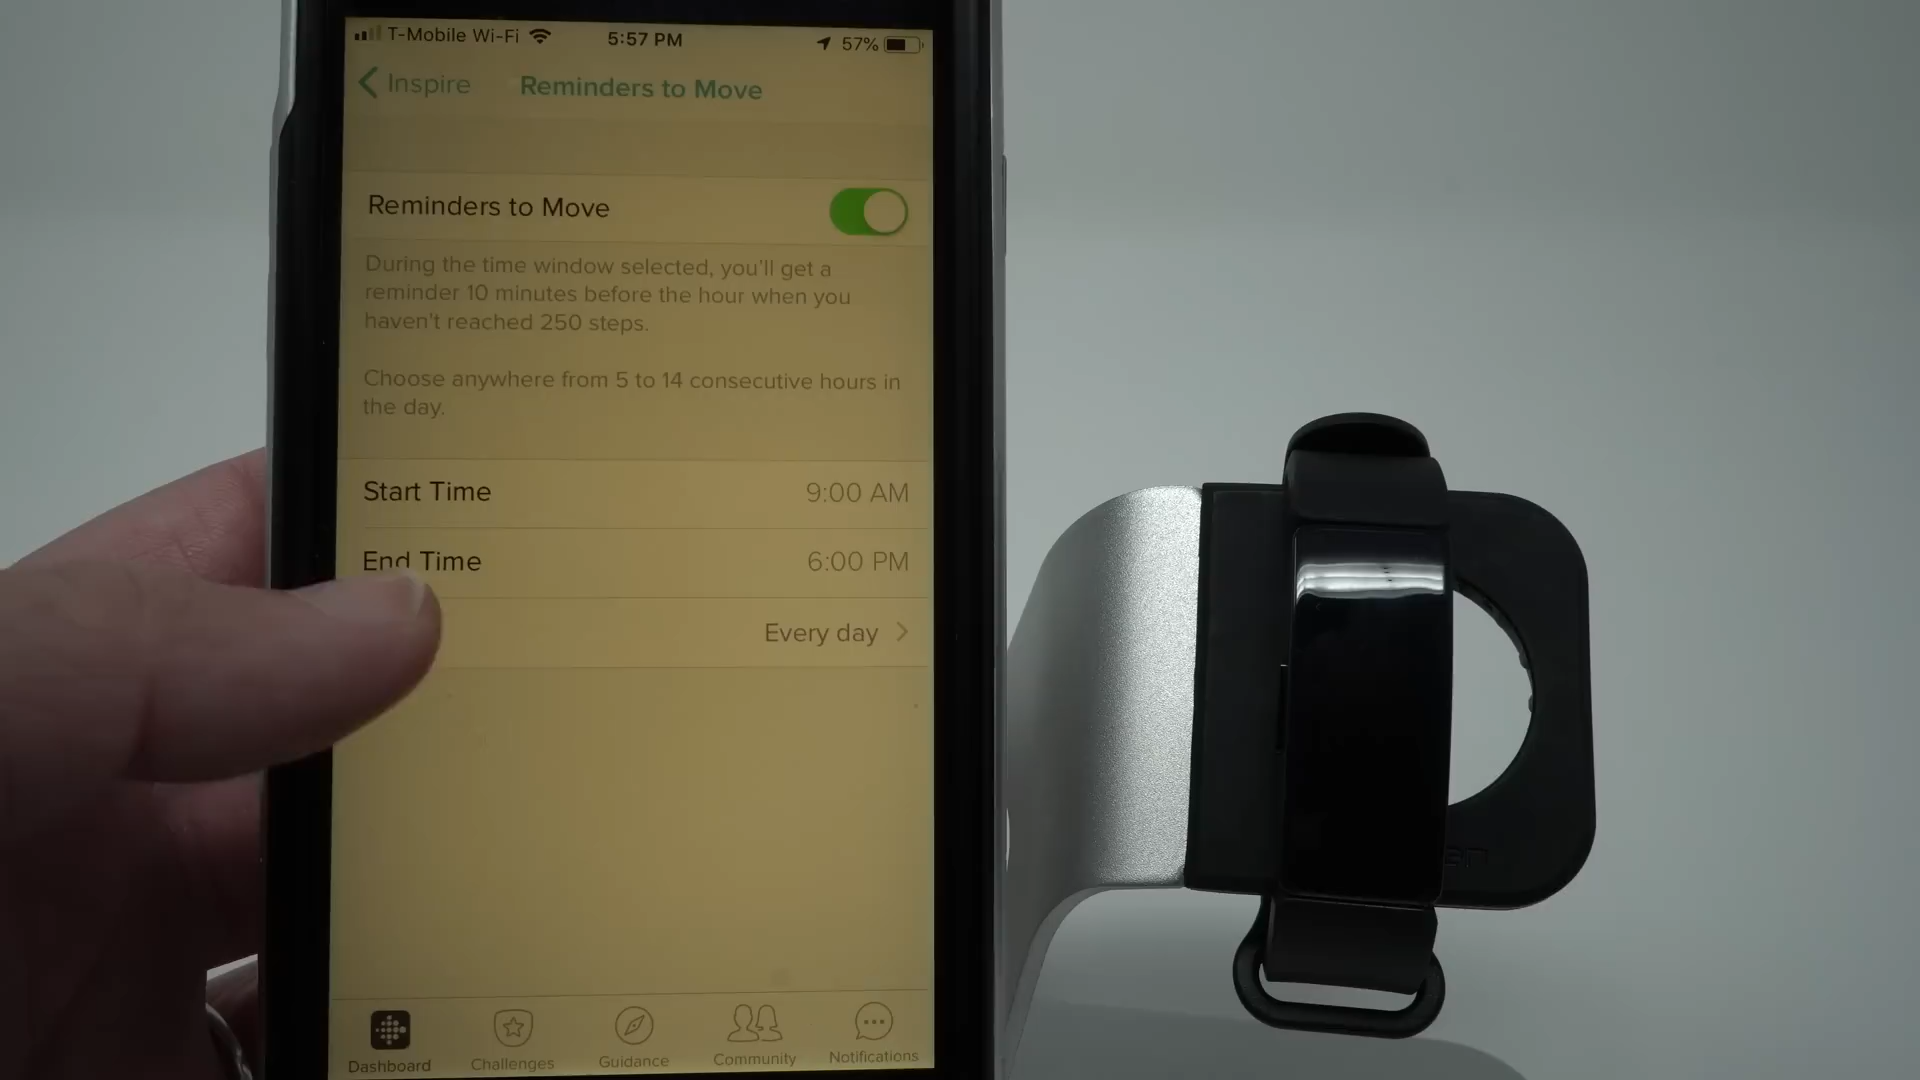 T-Mobile Wi-Fi 5:57 PM 57%
Inspire Reminders to Move
Reminders to Move
During the time window selected, you'll get a
reminder 10 minutes before the hour when you
haven't reached 250 steps.
Choose anywhere from 5 to 14 consecutive hours in
the day.
Start Time 9:00 AM
End Time 6:00 PM
Every day
Dashboard Challenges Guidance Community Notifications